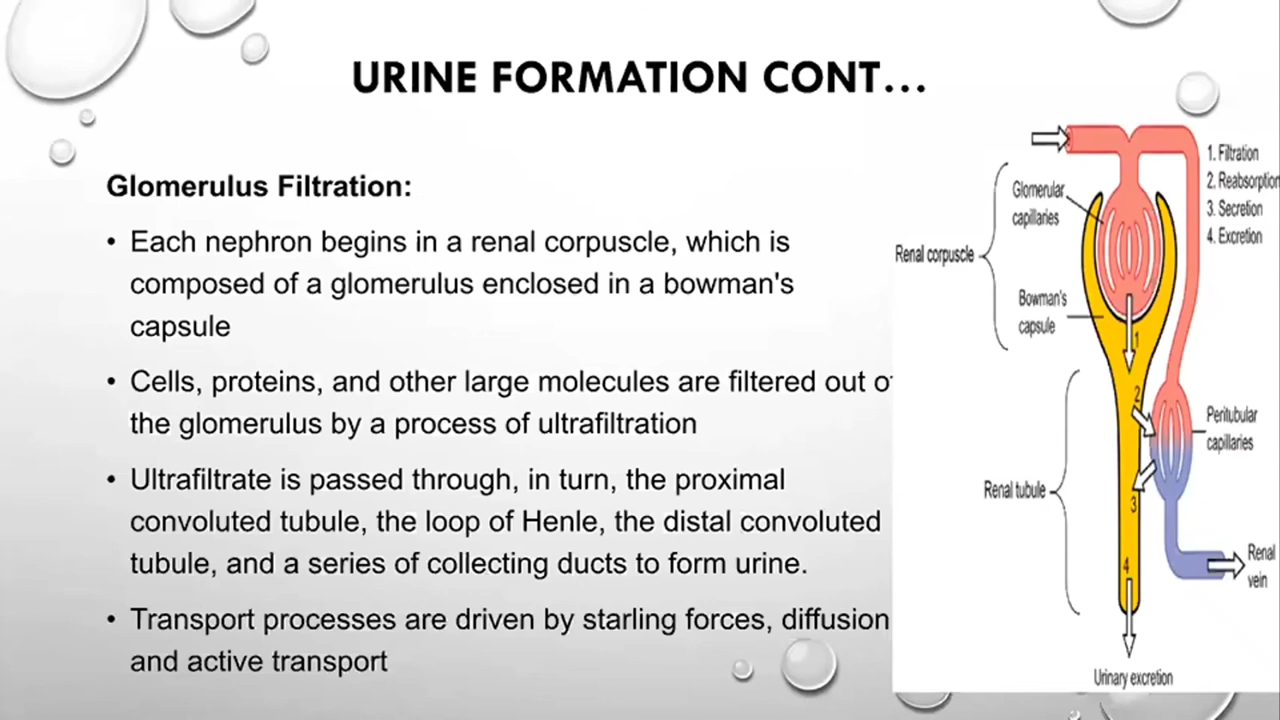 URINE FORMATION CONT...
Glomerulus Filtration:
• Each nephron begins in a renal corpuscle, which is
composed of a glomerulus enclosed in a bowman's
capsule
• Cells, proteins, and other large molecules are filtered out of
the glomerulus by a process of ultrafiltration
• Ultrafiltrate is passed through, in turn, the proximal
convoluted tubule, the loop of Henle, the distal convoluted
tubule, and a series of collecting ducts to form urine.
• Transport processes are driven by starling forces, diffusion
and active transport
1. Filtration
2. Reabsorption
3. Secretion
4. Excretion
Glomerular
capillaries
Renal corpuscle
Bowman's
capsule
1
2
Peritubular
capillaries
Renal tubule
3
4
Renal
vein
Urinary excretion